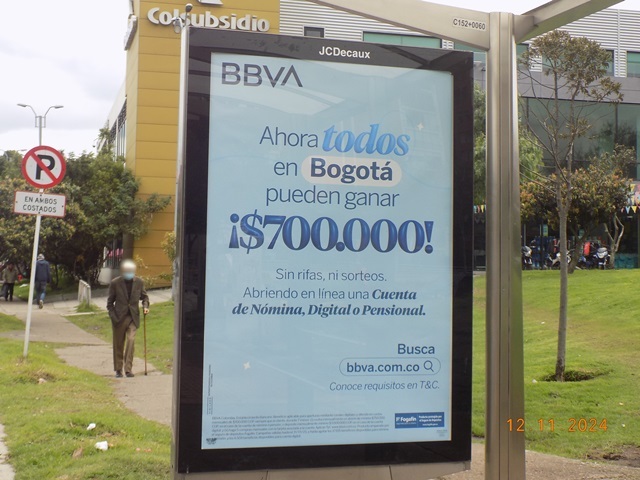 Colsubsidio
C152+0060
JCDecaux
BBVA
Ahora todos
en Bogotá
pueden ganar
¡$700.000!
Sin rifas, ni sorteos.
Abriendo en línea una Cuenta
de Nómina, Digital o Pensional.
Busca
bbva.com.co
Conoce requisitos en T&C.
Fogafín
P
EN AMBOS
COSTADOS
12 11 2024